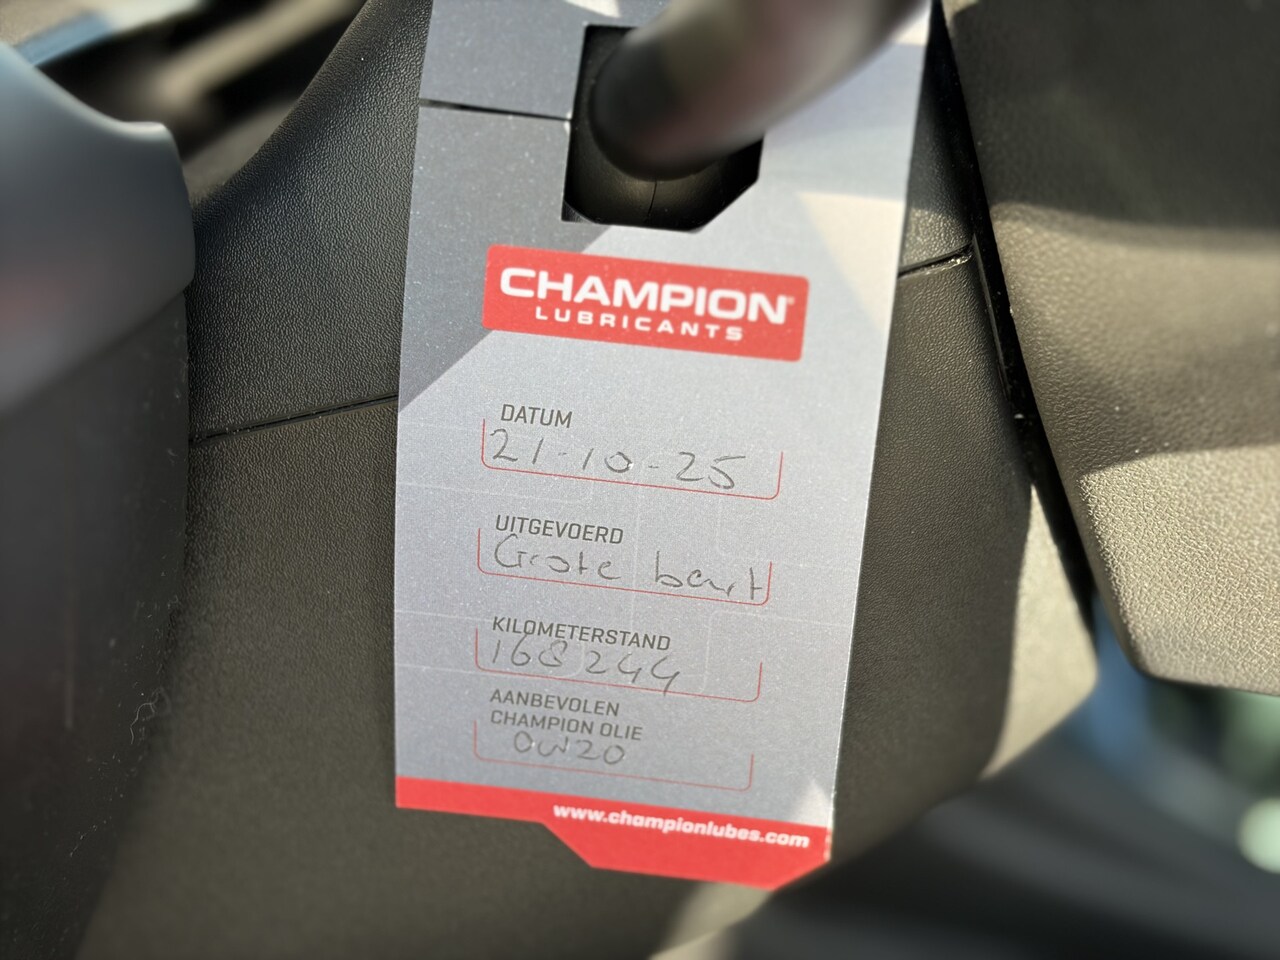 CHAMPION®
LUBRICANTS
DATUM
21-10-25
UITGEVOERD
Grote beurt
KILOMETERSTAND
168244
AANBEVOLEN
CHAMPION OLIE
0W20
www.championlubes.com